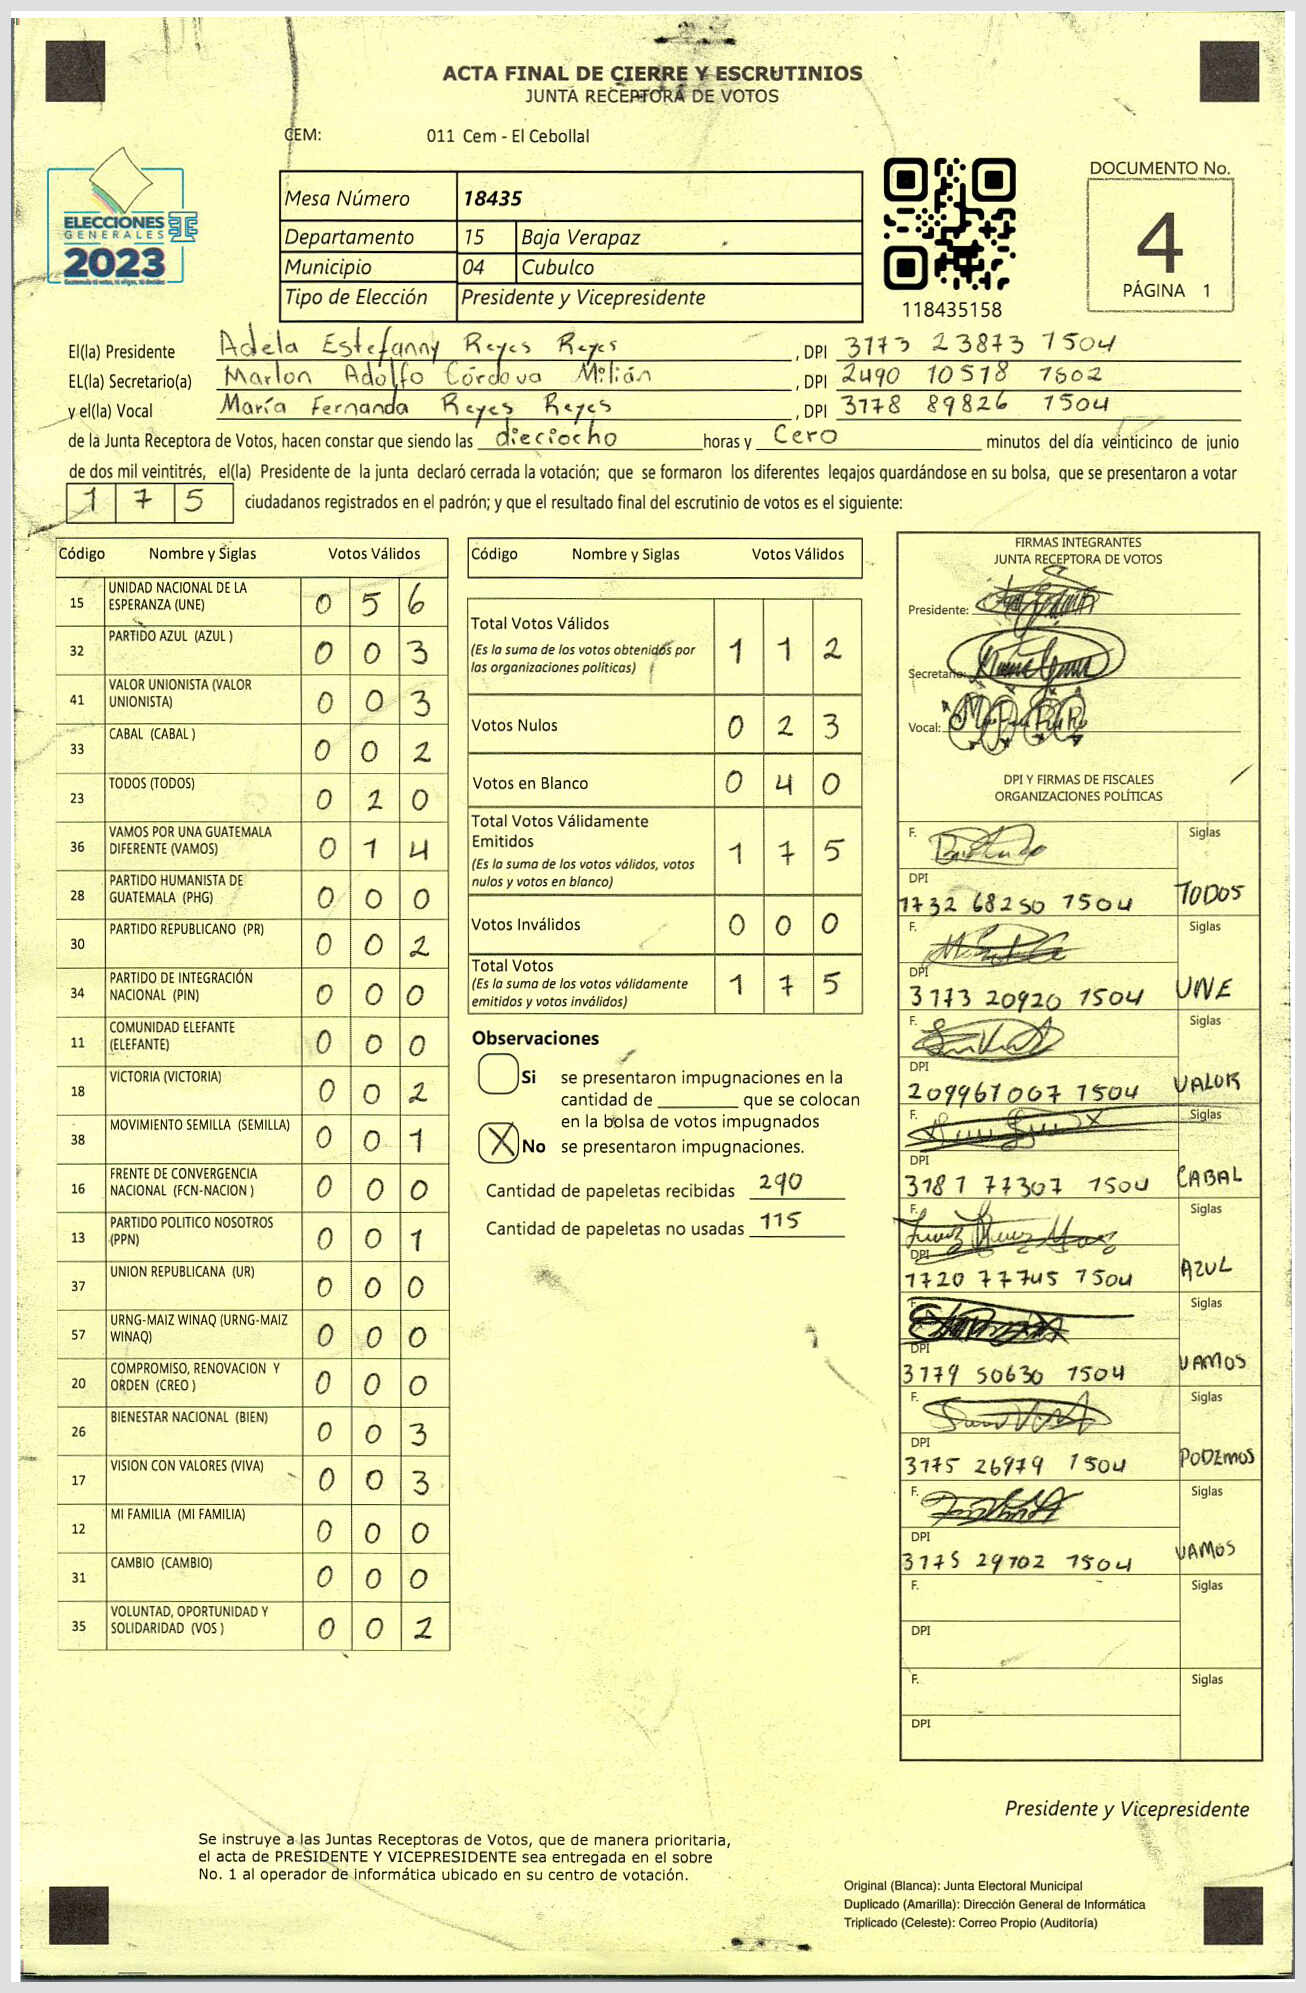 ACTA FINAL DE CIERRE Y ESCRUTINIOS
JUNTA RECEPTORA DE VOTOS
CEM: 011 Cem - El Cebollal
ELECCIONES
GENERALES
2023
Mesa Número 18435
Departamento 15 Baja Verapaz
Municipio 04 Cubulco
Tipo de Elección Presidente y Vicepresidente
118435158
DOCUMENTO No.
4
PÁGINA 1
El(la) Presidente Adela Estefanny Reyes Reyes, DPI 3173 23873 1504
EL(la) Secretario(a) Marlon Adolfo Córdova Milián, DPI 2490 10518 1502
y el(la) Vocal María Fernanda Reyes Reyes, DPI 3178 89826 1504
de la Junta Receptora de Votos, hacen constar que siendo las dieciocho horas y Cero minutos del día veinticinco de junio
de dos mil veintitrés, el(la) Presidente de la junta declaró cerrada la votación; que se formaron los diferentes legajos quardándose en su bolsa, que se presentaron a votar
175 ciudadanos registrados en el padrón; y que el resultado final del escrutinio de votos es el siguiente:
Código Nombre y Siglas Votos Válidos
15 UNIDAD NACIONAL DE LA ESPERANZA (UNE) 0 5 6
32 PARTIDO AZUL (AZUL ) 0 0 3
41 VALOR UNIONISTA (VALOR UNIONISTA) 0 0 3
33 CABAL (CABAL ) 0 0 2
23 TODOS (TODOS) 0 2 0
36 VAMOS POR UNA GUATEMALA DIFERENTE (VAMOS) 0 1 4
28 PARTIDO HUMANISTA DE GUATEMALA (PHG) 0 0 0
30 PARTIDO REPUBLICANO (PR) 0 0 2
34 PARTIDO DE INTEGRACIÓN NACIONAL (PIN) 0 0 0
11 COMUNIDAD ELEFANTE (ELEFANTE) 0 0 0
18 VICTORIA (VICTORIA) 0 0 2
38 MOVIMIENTO SEMILLA (SEMILLA) 0 0 1
16 FRENTE DE CONVERGENCIA NACIONAL (FCN-NACION ) 0 0 0
13 PARTIDO POLITICO NOSOTROS (PPN) 0 0 1
37 UNION REPUBLICANA (UR) 0 0 0
57 URNG-MAIZ WINAQ (URNG-MAIZ WINAQ) 0 0 0
20 COMPROMISO, RENOVACION Y ORDEN (CREO ) 0 0 0
26 BIENESTAR NACIONAL (BIEN) 0 0 3
17 VISION CON VALORES (VIVA) 0 0 3
12 MI FAMILIA (MI FAMILIA) 0 0 0
31 CAMBIO (CAMBIO) 0 0 0
35 VOLUNTAD, OPORTUNIDAD Y SOLIDARIDAD (VOS ) 0 0 2
Código Nombre y Siglas Votos Válidos
Total Votos Válidos 1 1 2
(Es la suma de los votos obtenidos por
las organizaciones políticas)
Votos Nulos 0 2 3
Votos en Blanco 0 4 0
Total Votos Válidamente
Emitidos 1 7 5
(Es la suma de los votos válidos, votos
nulos y votos en blanco)
Votos Inválidos 0 0 0
Total Votos 1 7 5
(Es la suma de los votos válidamente
emitidos y votos inválidos)
Observaciones
Si se presentaron impugnaciones en la
cantidad de ________ que se colocan
en la bolsa de votos impugnados
X No se presentaron impugnaciones.
Cantidad de papeletas recibidas 290
Cantidad de papeletas no usadas 115
FIRMAS INTEGRANTES
JUNTA RECEPTORA DE VOTOS
Presidente:
Secretario:
Vocal:
DPI Y FIRMAS DE FISCALES
ORGANIZACIONES POLÍTICAS
F. Siglas
DPI 1732 68250 1504 TODOS
F. Siglas
DPI 3173 20920 1504 UNE
F. Siglas
DPI 209961007 1504 VALOR
F. Siglas
DPI 3181 77307 1504 CABAL
F. Siglas
DPI 1720 77745 1504 AZUL
F. Siglas
DPI 3179 50630 1504 VAMOS
F. Siglas
DPI 3175 26979 1504 PODEMOS
F. Siglas
DPI 3175 29702 1504 VAMOS
F. Siglas
DPI
F. Siglas
DPI
Presidente y Vicepresidente
Se instruye a las Juntas Receptoras de Votos, que de manera prioritaria,
el acta de PRESIDENTE Y VICEPRESIDENTE sea entregada en el sobre
No. 1 al operador de informática ubicado en su centro de votación.
Original (Blanca): Junta Electoral Municipal
Duplicado (Amarilla): Dirección General de Informática
Triplicado (Celeste): Correo Propio (Auditoría)